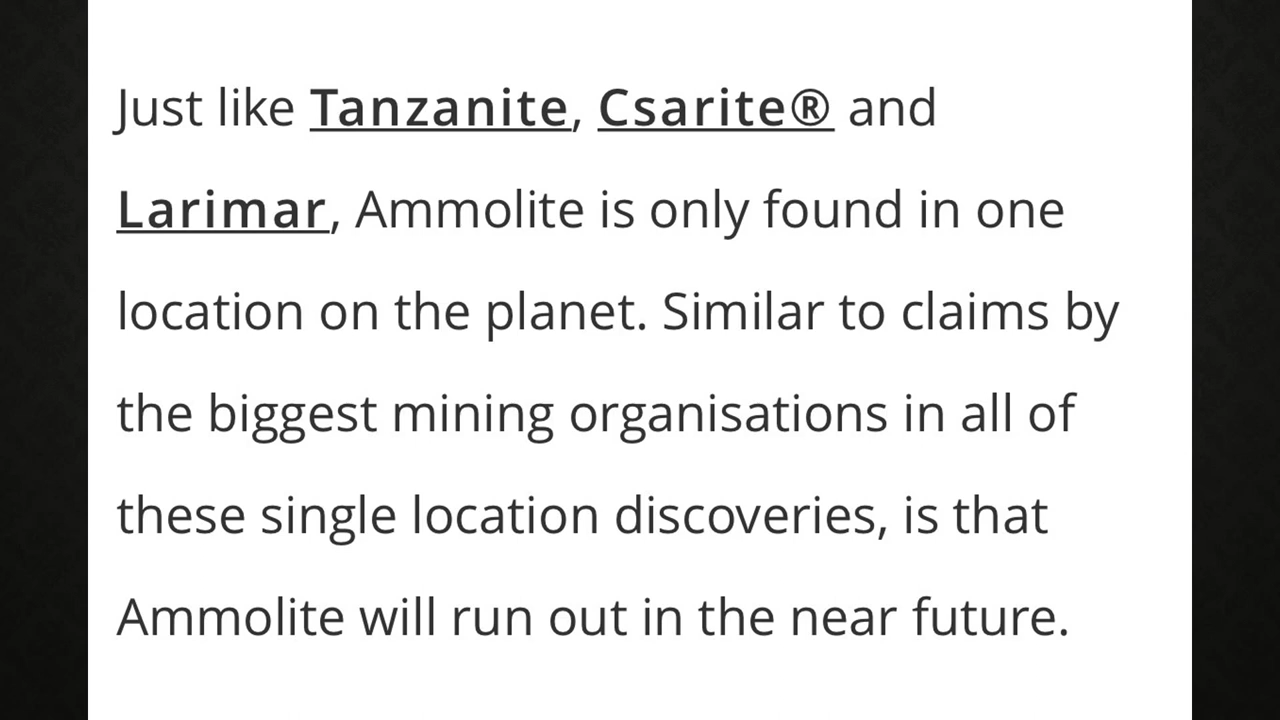 Just like Tanzanite, Csarite® and
Larimar, Ammolite is only found in one
location on the planet. Similar to claims by
the biggest mining organisations in all of
these single location discoveries, is that
Ammolite will run out in the near future.